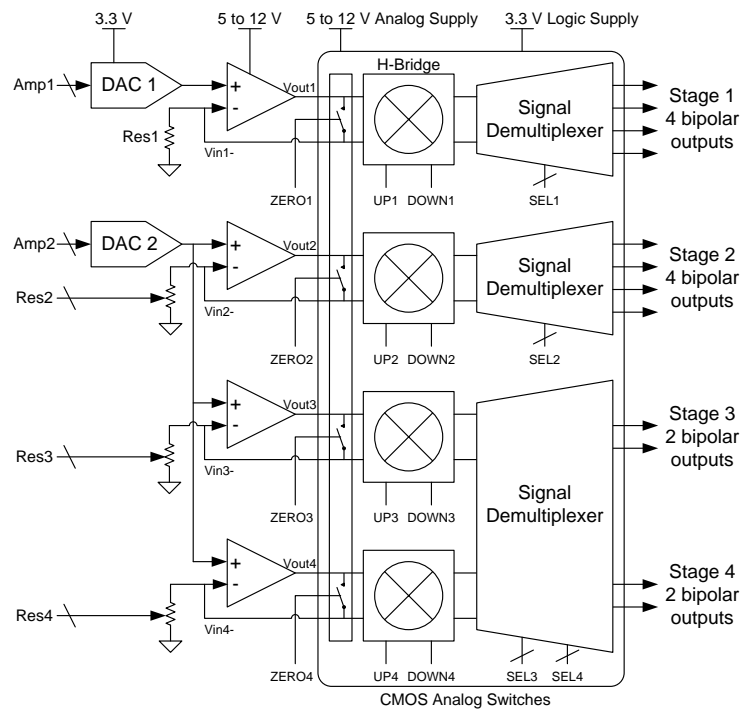 3.3 V
5 to 12 V
5 to 12 V Analog Supply
3.3 V Logic Supply
H-Bridge
Amp1
DAC 1
+
-
Vout1
Res1
Vin1-
Signal
Demultiplexer
Stage 1
4 bipolar
outputs
ZERO1
UP1
DOWN1
SEL1
Amp2
DAC 2
+
-
Vout2
Res2
Vin2-
Signal
Demultiplexer
Stage 2
4 bipolar
outputs
ZERO2
UP2
DOWN2
SEL2
+
-
Vout3
Res3
Vin3-
Stage 3
2 bipolar
outputs
ZERO3
UP3
DOWN3
Signal
Demultiplexer
+
-
Vout4
Res4
Vin4-
Stage 4
2 bipolar
outputs
ZERO4
UP4
DOWN4
SEL3
SEL4
CMOS Analog Switches